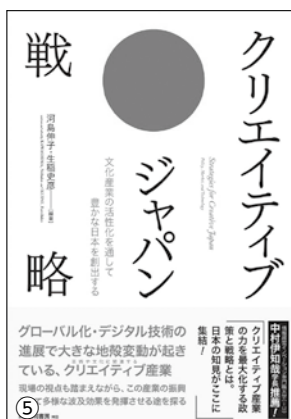 クリエイティブ
ジャパン
戦略
Strategies for Creative Japan
文化産業の活性化を通して
豊かな日本を創出する
河島伸子・生稲史彦
[編著]
中村伊知哉
推薦!
クリエイティブ産業
の力を最大化する政
策と戦略とは。
日本の知見がここに
集結!
グローバル化・デジタル技術の
進展で大きな地殻変動が起き
ている、クリエイティブ産業
現場の視点も踏まえながら、この産業の振興
て多様な波及効果を発揮させる途を探る
⑤